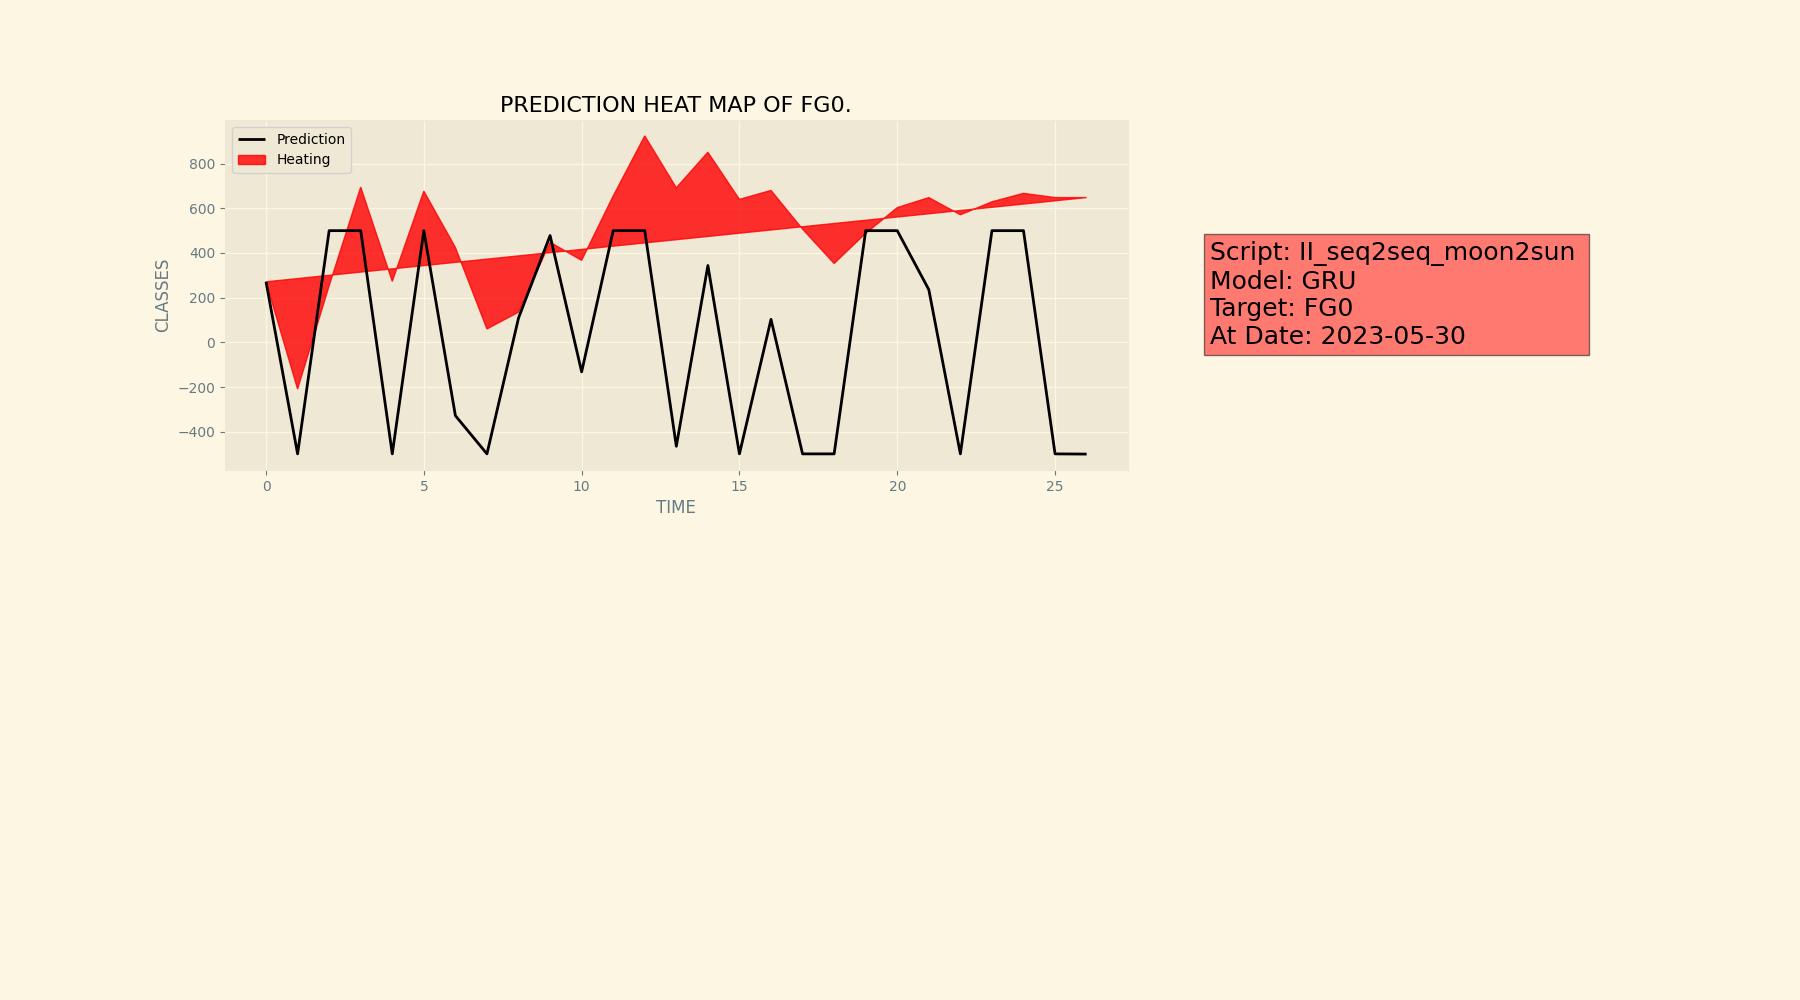 PREDICTION HEAT MAP OF FG0.
Prediction
Heating
800
600
400
200
0
−200
−400
CLASSES
0 5 10 15 20 25
TIME
Script: II_seq2seq_moon2sun
Model: GRU
Target: FG0
At Date: 2023-05-30